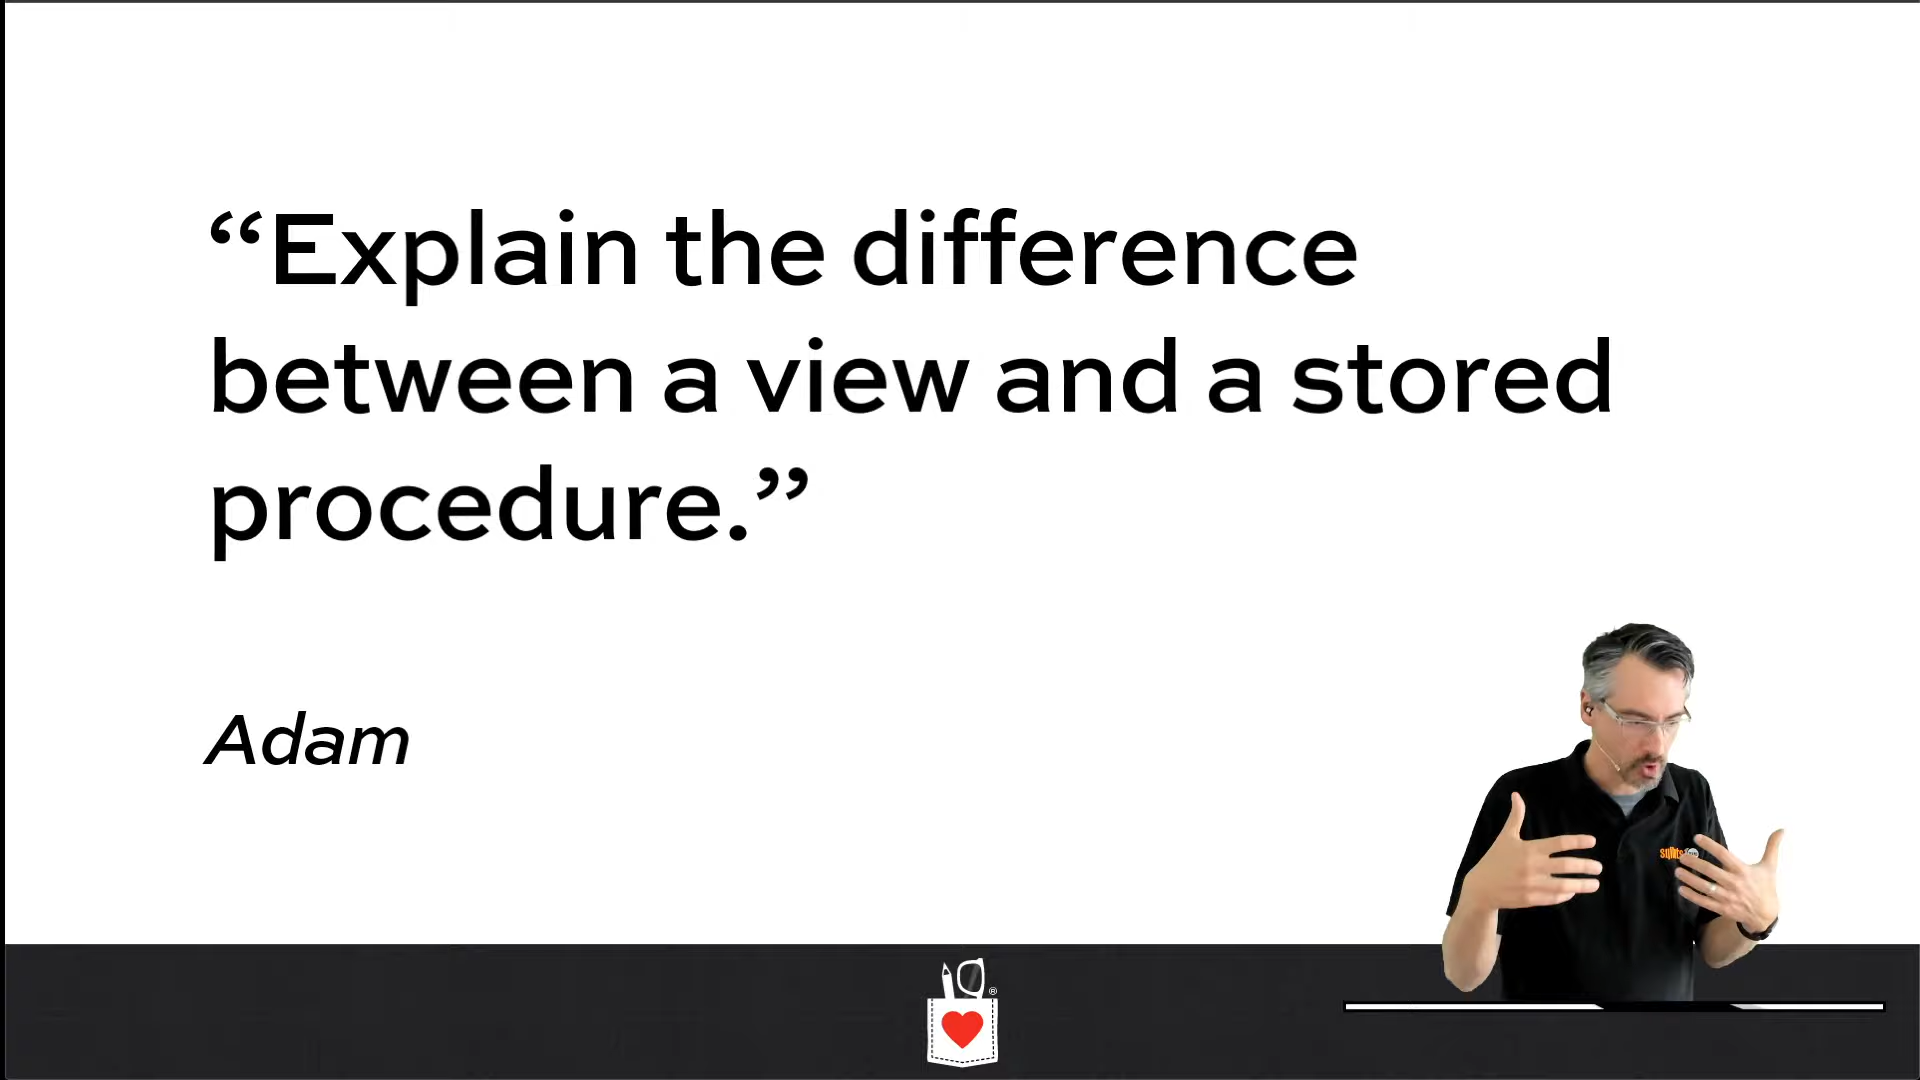 “Explain the difference
between a view and a stored
procedure.”
Adam
®